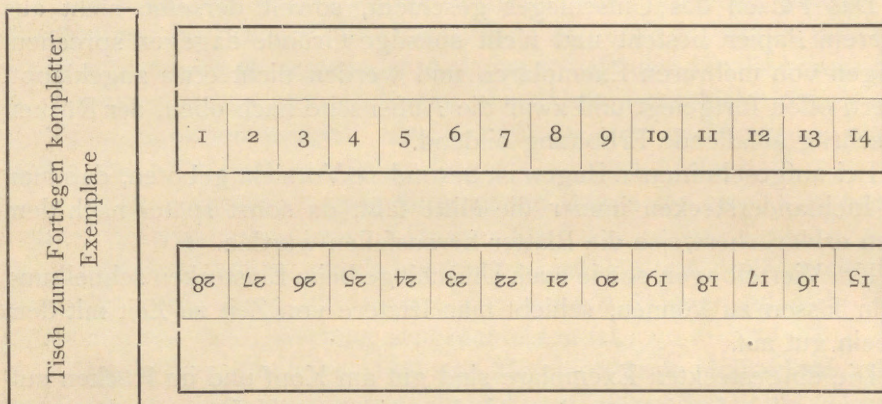 Tisch zum Fortlegen kompletter
Exemplare
1 2 3 4 5 6 7 8 9 10 11 12 13 14
28 27 26 25 24 23 22 21 20 19 18 17 16 15